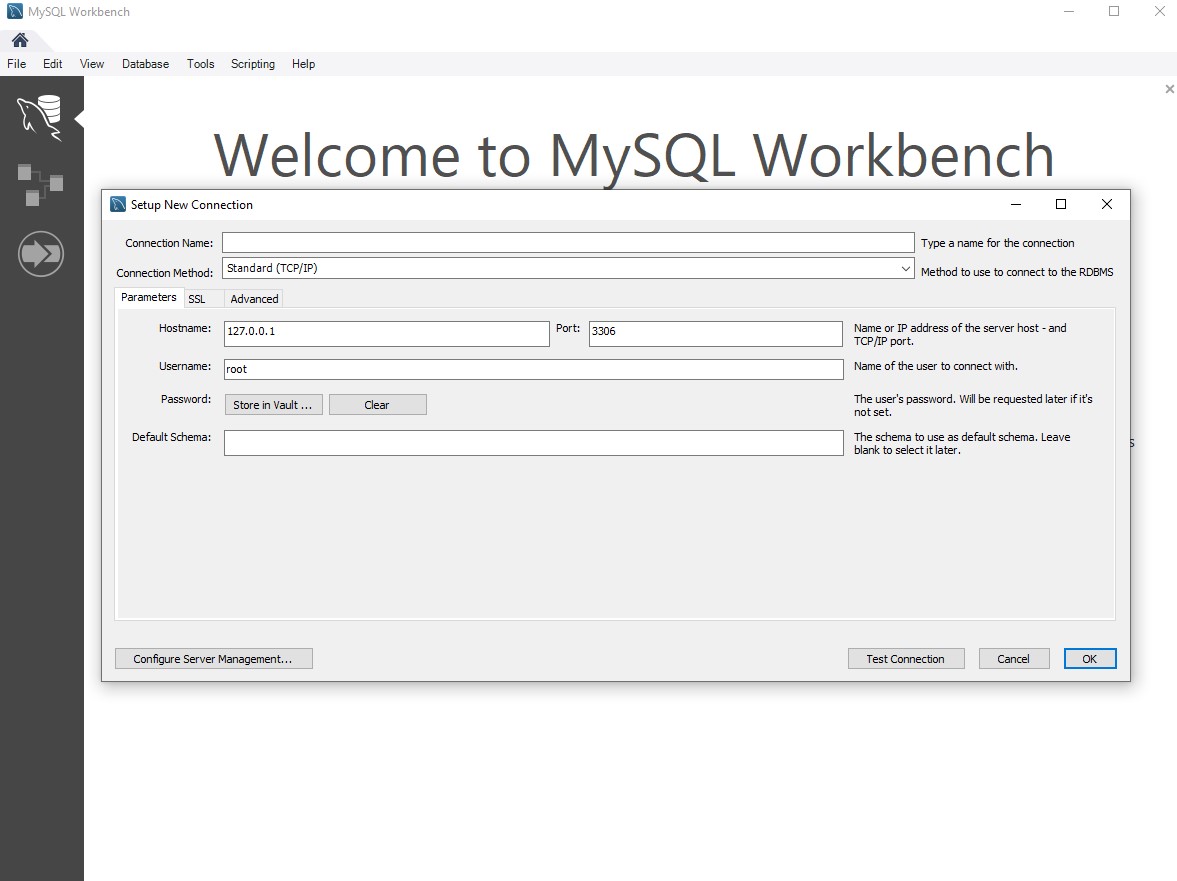 MySQL Workbench
File Edit View Database Tools Scripting Help
Welcome to MySQL Workbench
Setup New Connection
Connection Name: Type a name for the connection
Connection Method: Standard (TCP/IP) Method to use to connect to the RDBMS
Parameters SSL Advanced
Hostname: 127.0.0.1 Port: 3306 Name or IP address of the server host - and
TCP/IP port.
Username: root Name of the user to connect with.
Password: Store in Vault ... Clear The user's password. Will be requested later if it's
not set.
Default Schema: The schema to use as default schema. Leave
blank to select it later.
s
Configure Server Management... Test Connection Cancel OK